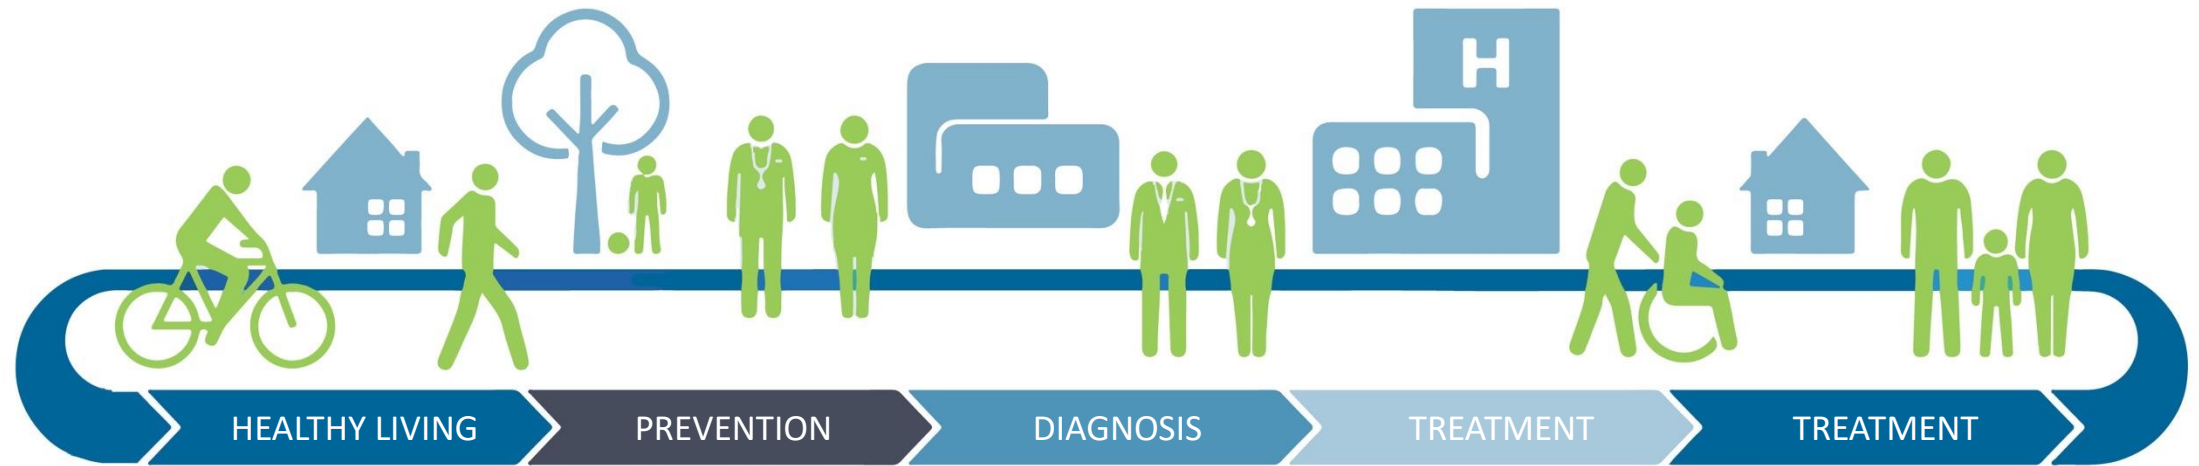 H
HEALTHY LIVING
PREVENTION
DIAGNOSIS
TREATMENT
TREATMENT